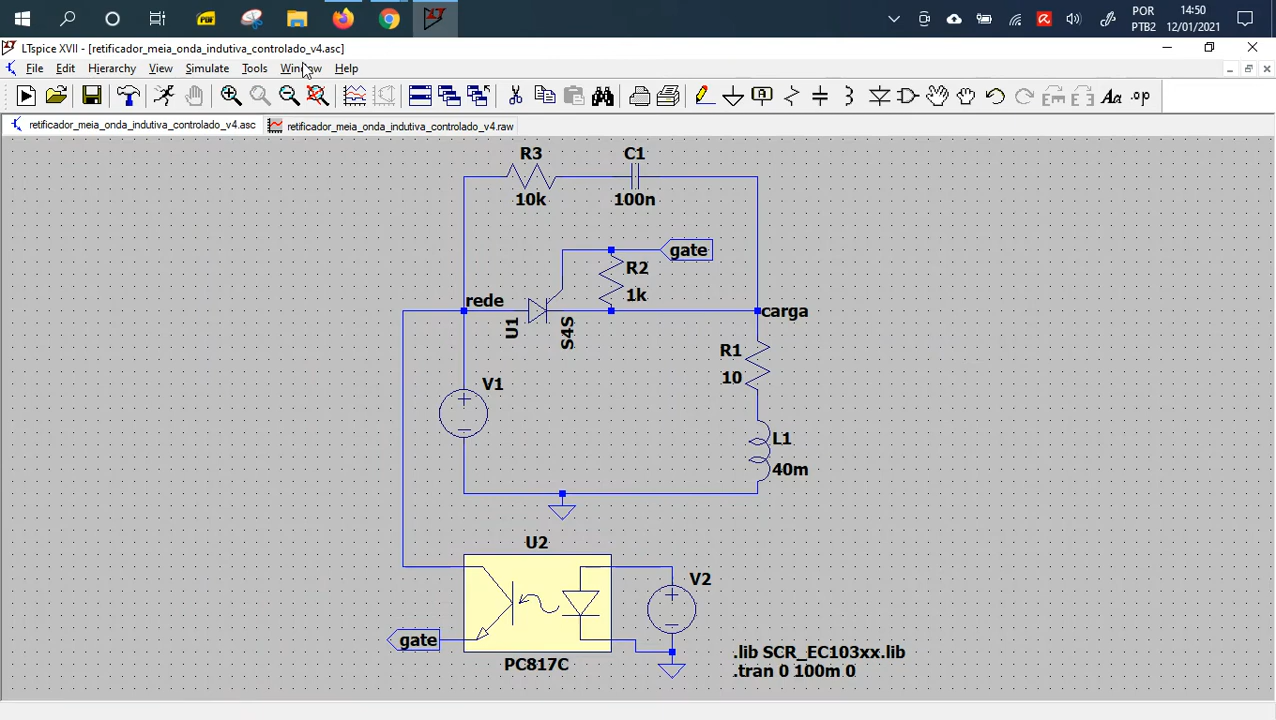 14:50
POR
PTB2
12/01/2021
LTspice XVII - [retificador_meia_onda_indutiva_controlado_v4.asc]
File Edit Hierarchy View Simulate Tools Window Help
Aa .op
retificador_meia_onda_indutiva_controlado_v4.asc retificador_meia_onda_indutiva_controlado_v4.raw
R3 C1
10k 100n
gate
R2
1k
rede
carga
U1
S4S
R1
10
V1
L1
40m
U2
V2
gate
PC817C
.lib SCR_EC103xx.lib
.tran 0 100m 0